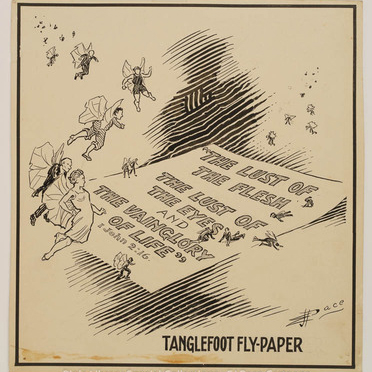 "THE LUST OF
THE FLESH
THE LUST OF
THE EYES
AND
THE VAINGLORY
OF LIFE"
I JOHN 2:16.
Pace
TANGLEFOOT FLY-PAPER